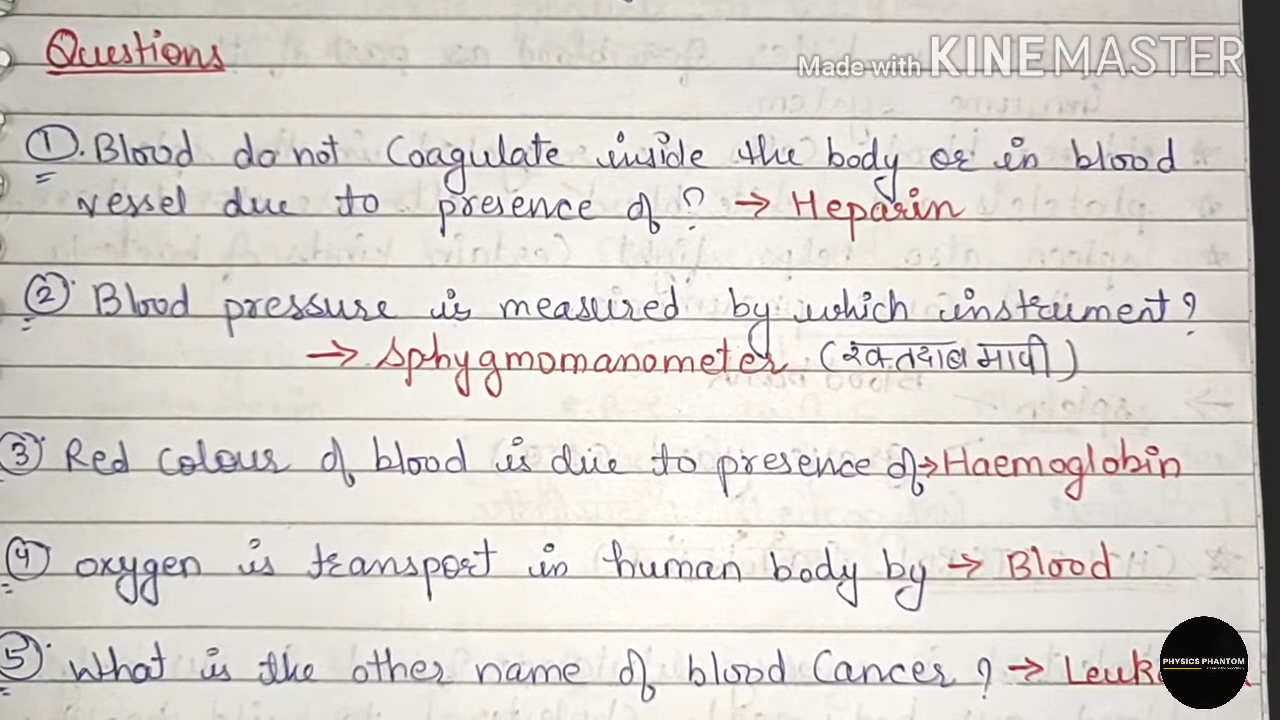 Questions
Made with KINEMASTER
①. Blood do not Coagulate inside the body or in blood
vessel due to presence of? → Heparin
② Blood pressure is measured by which instrument?
→ Sphygmomanometer (रक्तदाब मापी)
③ Red colour of blood is due to presence of→Haemoglobin
④ oxygen is transport in human body by → Blood
⑤ What is the other name of blood Cancer? → Leuk
PHYSICS PHANTOM